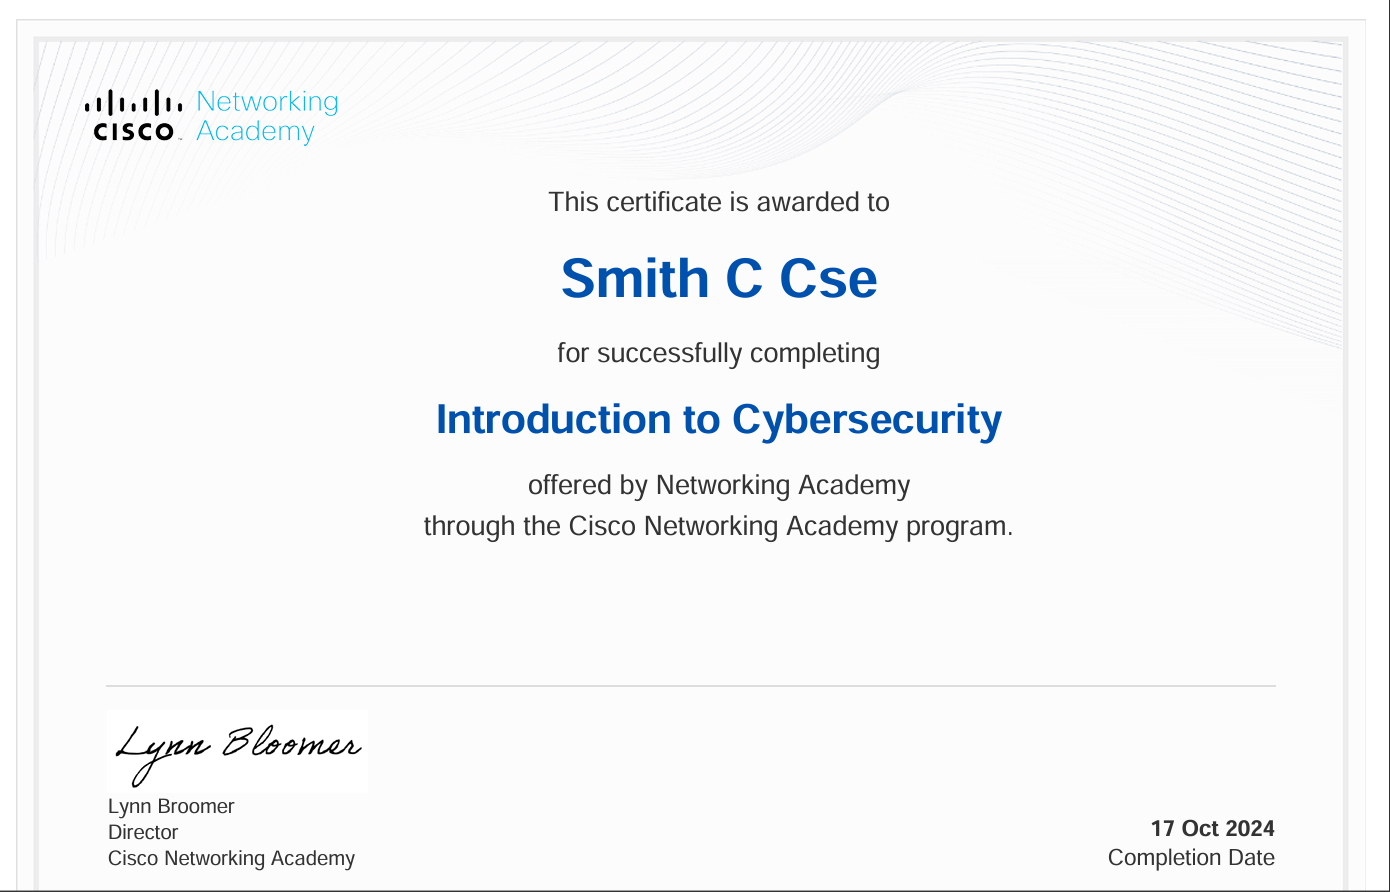 Networking
cisco Academy
This certificate is awarded to
Smith C Cse
for successfully completing
Introduction to Cybersecurity
offered by Networking Academy
through the Cisco Networking Academy program.
Lynn Bloomer
Lynn Broomer
Director
Cisco Networking Academy
17 Oct 2024
Completion Date